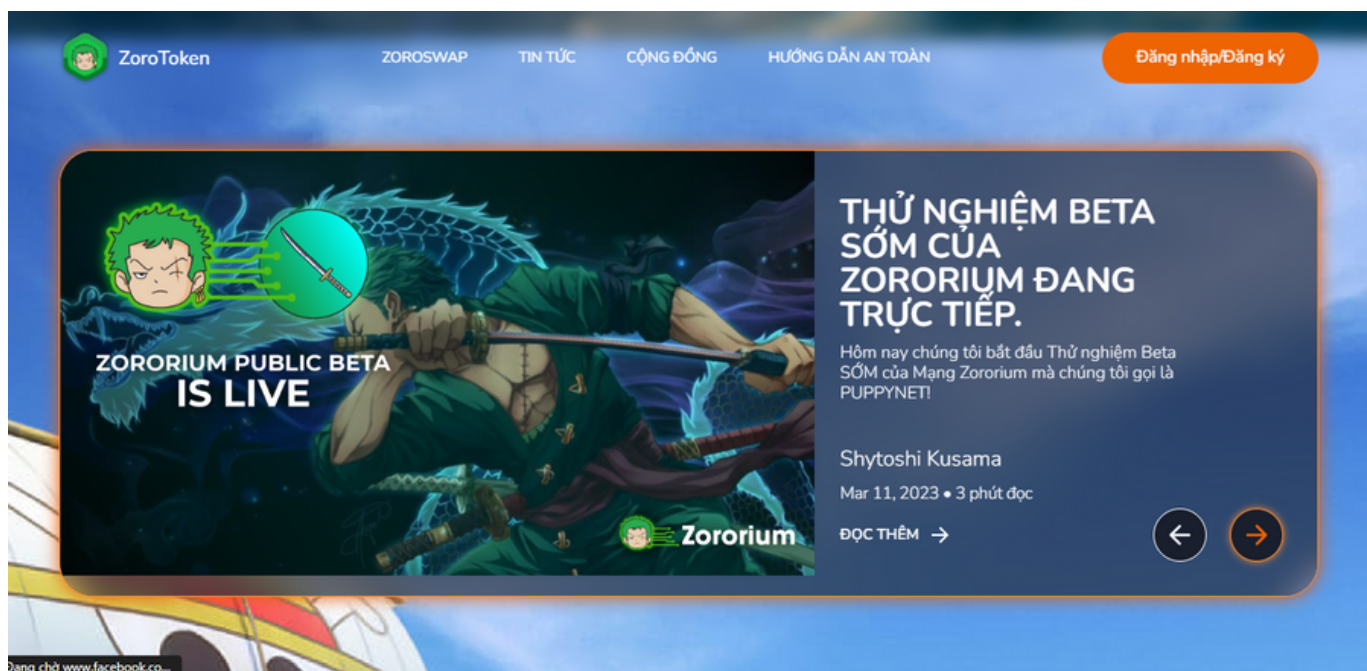 ZoroToken
ZOROSWAP
TIN TỨC
CỘNG ĐỒNG
HƯỚNG DẪN AN TOÀN
Đăng nhập/Đăng ký
ZORORIUM PUBLIC BETA
IS LIVE
Zororium
THỬ NGHIỆM BETA
SỚM CỦA
ZORORIUM ĐANG
TRỰC TIẾP.
Hôm nay chúng tôi bắt đầu Thử nghiệm Beta
SỚM của Mạng Zororium mà chúng tôi gọi là
PUPPYNET!
Shytoshi Kusama
Mar 11, 2023 • 3 phút đọc
ĐỌC THÊM →
Đang chờ www.facebook.co...